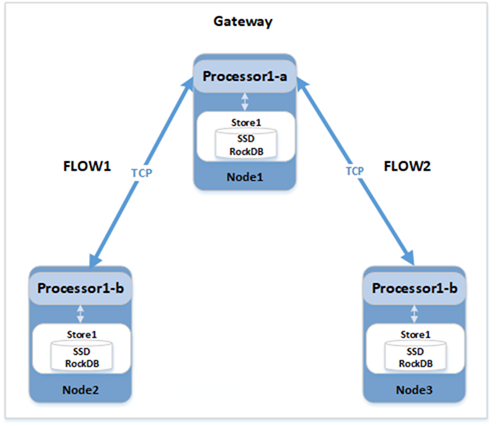 Gateway
Processor1-a
Store1
SSD
RockDB
Node1
FLOW1
TCP
FLOW2
TCP
Processor1-b
Store1
SSD
RockDB
Node2
Processor1-b
Store1
SSD
RockDB
Node3